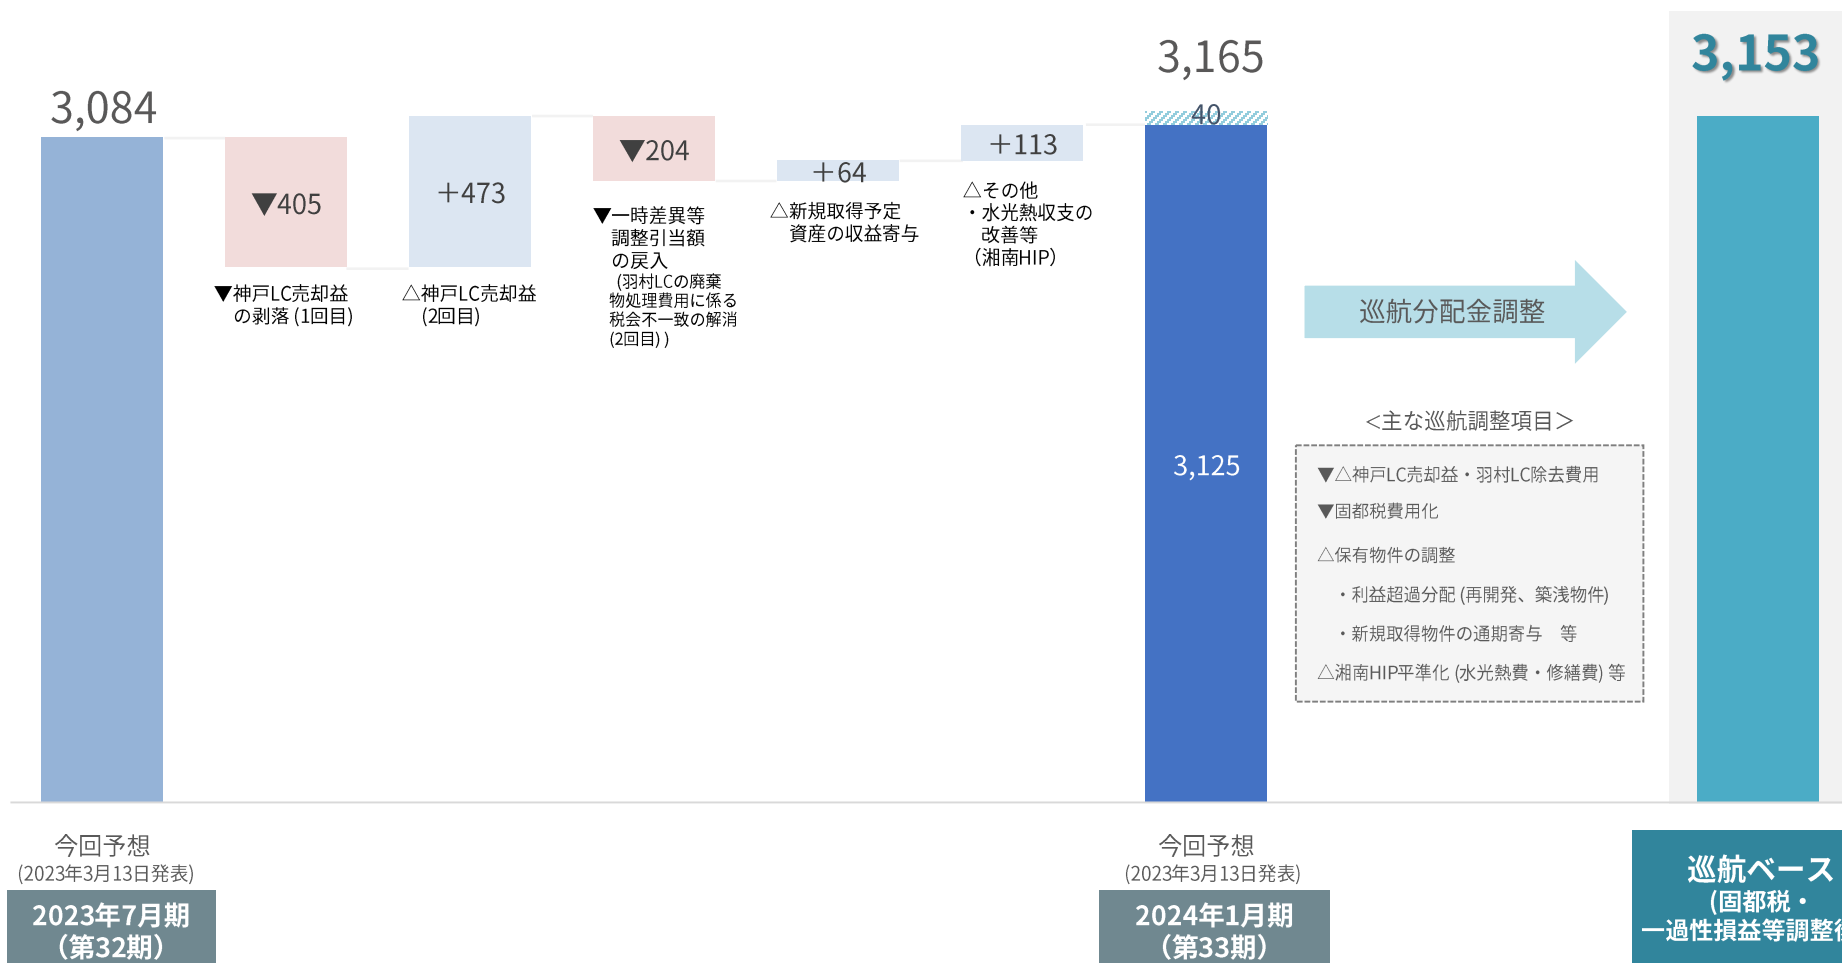 3,084
▼405
▼神戸LC売却益
の剥落 (1回目)
＋473
△神戸LC売却益
(2回目)
▼204
▼一時差異等
調整引当額
の戻入
(羽村LCの廃棄
物処理費用に係る
税会不一致の解消
(2回目) )
＋64
△新規取得予定
資産の収益寄与
＋113
△その他
・水光熱収支の
改善等
（湘南HIP）
3,165
40
3,125
巡航分配金調整
＜主な巡航調整項目＞
▼△神戸LC売却益・羽村LC除去費用
▼固都税費用化
△保有物件の調整
・利益超過分配 (再開発、築浅物件)
・新規取得物件の通期寄与　等
△湘南HIP平準化 (水光熱費・修繕費) 等
3,153
今回予想
(2023年3月13日発表)
2023年7月期
（第32期）
今回予想
(2023年3月13日発表)
2024年1月期
（第33期）
巡航ベース
(固都税・
一過性損益等調整後